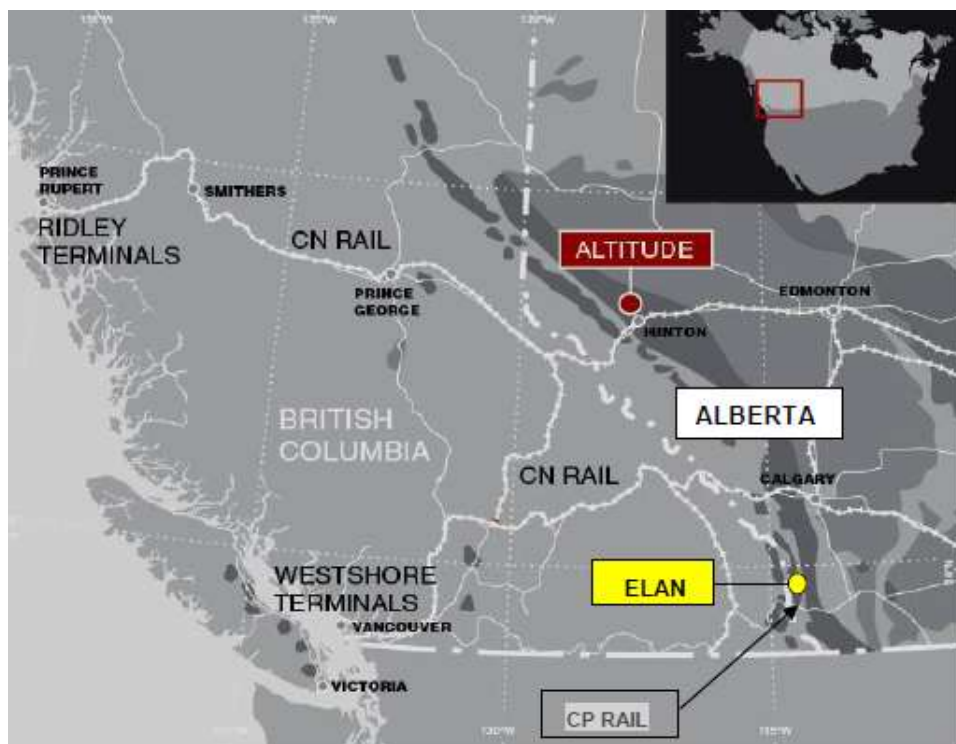 PRINCE
RUPERT
SMITHERS
RIDLEY
TERMINALS
CN RAIL
ALTITUDE
PRINCE
GEORGE
EDMONTON
HINTON
ALBERTA
BRITISH
COLUMBIA
CN RAIL
CALGARY
WESTSHORE
TERMINALS
ELAN
VANCOUVER
VICTORIA
CP RAIL